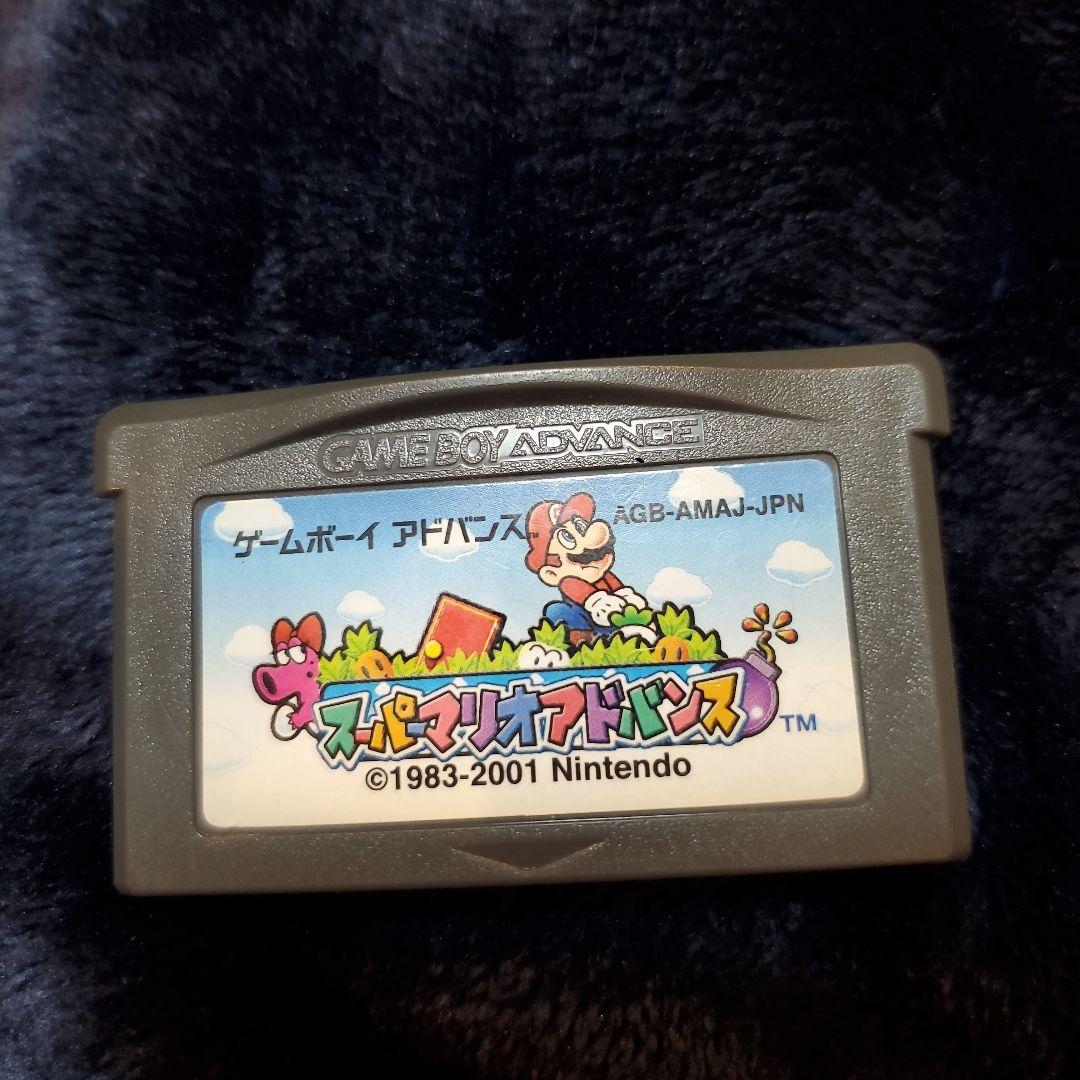 GAME BOY ADVANCE
ゲームボーイ アドバンス
AGB-AMAJ-JPN
スーパーマリオアドバンス
TM
©1983-2001 Nintendo